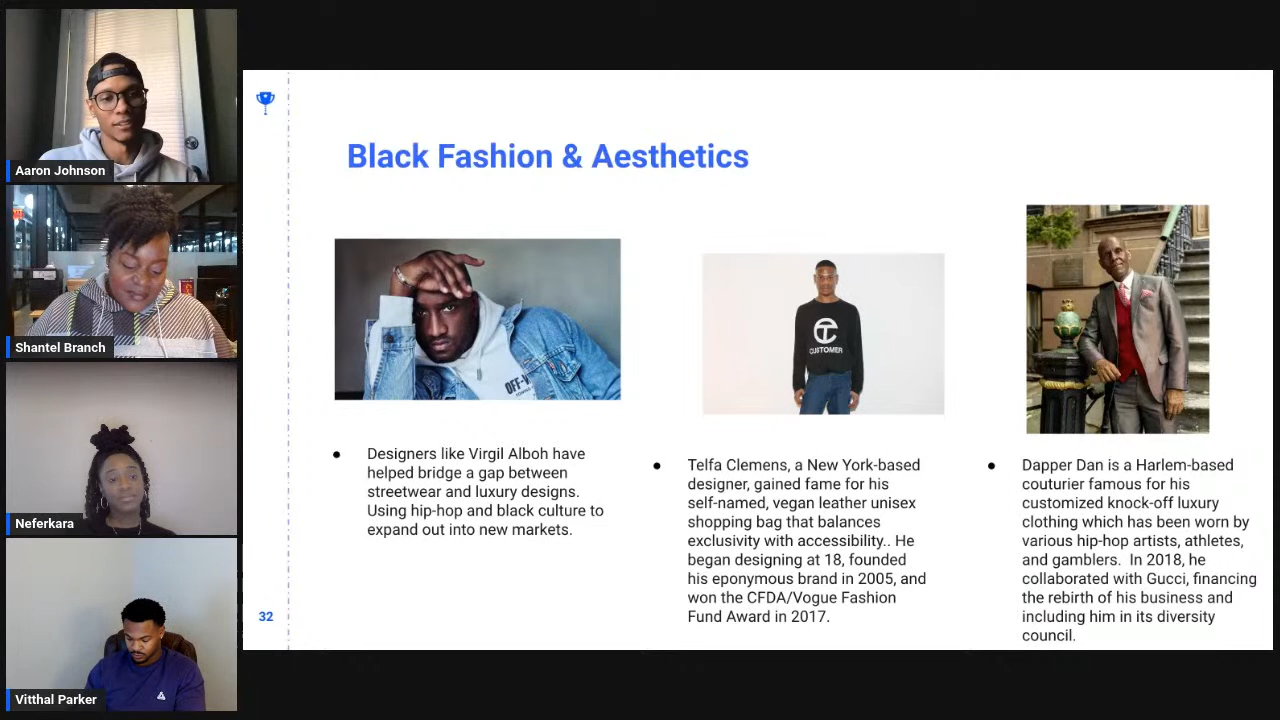 Aaron Johnson
Shantel Branch
Neferkara
Vitthal Parker
Black Fashion & Aesthetics
CUSTOMER
Designers like Virgil Alboh have
helped bridge a gap between
streetwear and luxury designs.
Using hip-hop and black culture to
expand out into new markets.
Telfa Clemens, a New York-based
designer, gained fame for his
self-named, vegan leather unisex
shopping bag that balances
exclusivity with accessibility.. He
began designing at 18, founded
his eponymous brand in 2005, and
won the CFDA/Vogue Fashion
Fund Award in 2017.
Dapper Dan is a Harlem-based
couturier famous for his
customized knock-off luxury
clothing which has been worn by
various hip-hop artists, athletes,
and gamblers. In 2018, he
collaborated with Gucci, financing
the rebirth of his business and
including him in its diversity
council.
32